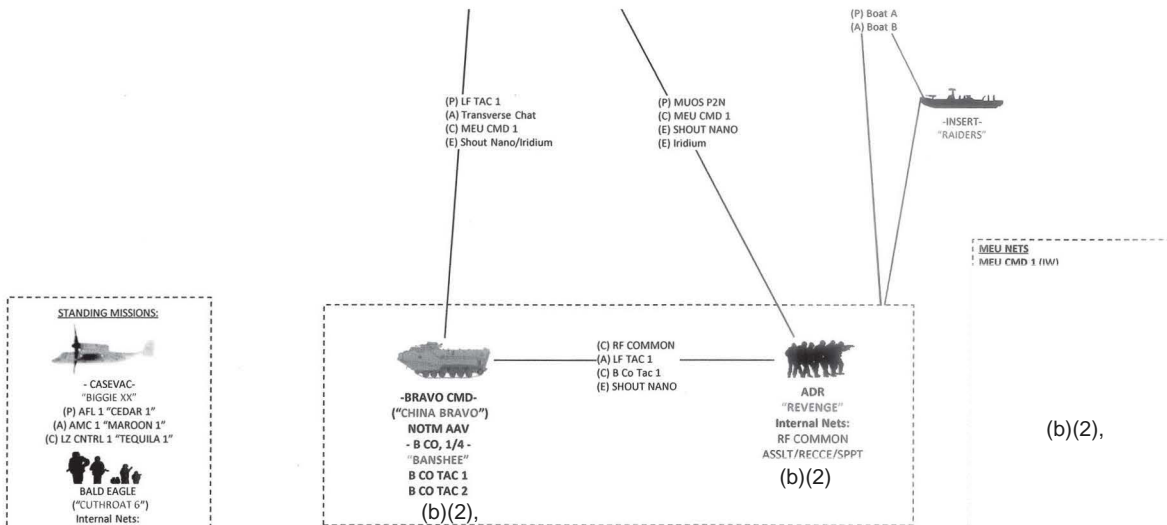 (P) Boat A
(A) Boat B
-INSERT-
"RAIDERS"
(P) LF TAC 1
(A) Transverse Chat
(C) MEU CMD 1
(E) Shout Nano/Iridium
(P) MUOS P2N
(C) MEU CMD 1
(E) SHOUT NANO
(E) Iridium
MEU NETS
MEU CMD 1 (IW)
(b)(2),
STANDING MISSIONS:
- CASEVAC-
"BIGGIE XX"
(P) AFL 1 "CEDAR 1"
(A) AMC 1 "MAROON 1"
(C) LZ CNTRL 1 "TEQUILA 1"
BALD EAGLE
("CUTHROAT 6")
Internal Nets:
(C) RF COMMON
(A) LF TAC 1
(C) B Co Tac 1
(E) SHOUT NANO
-BRAVO CMD-
("CHINA BRAVO")
NOTM AAV
- B CO, 1/4 -
"BANSHEE"
B CO TAC 1
B CO TAC 2
(b)(2),
ADR
"REVENGE"
Internal Nets:
RF COMMON
ASSLT/RECCE/SPPT
(b)(2)